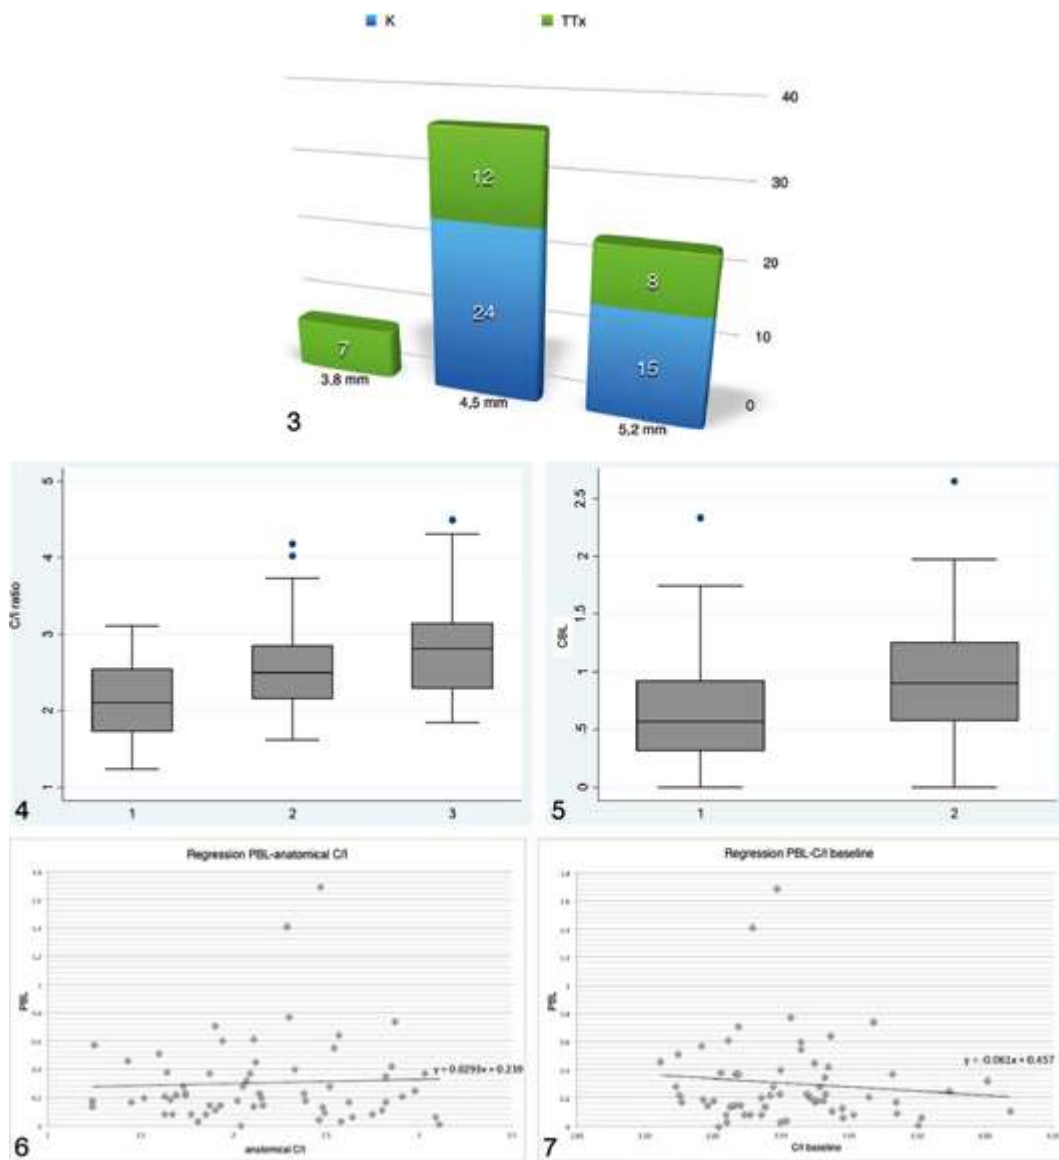 K TTx
40
30
20
10
0
12
24
8
15
7
3.8 mm
4,5 mm
5,2 mm
3
C/I ratio
5
4
3
2
1
1 2 3
4
CBL
2.5
2
1.5
1
.5
0
1 2
5
Regression PBL-anatomical C/I
PBL
y = 0.0293x + 0.239
anatomical C/I
6
Regression PBL-C/I baseline
PBL
y = -0.061x + 0.457
C/I baseline
7